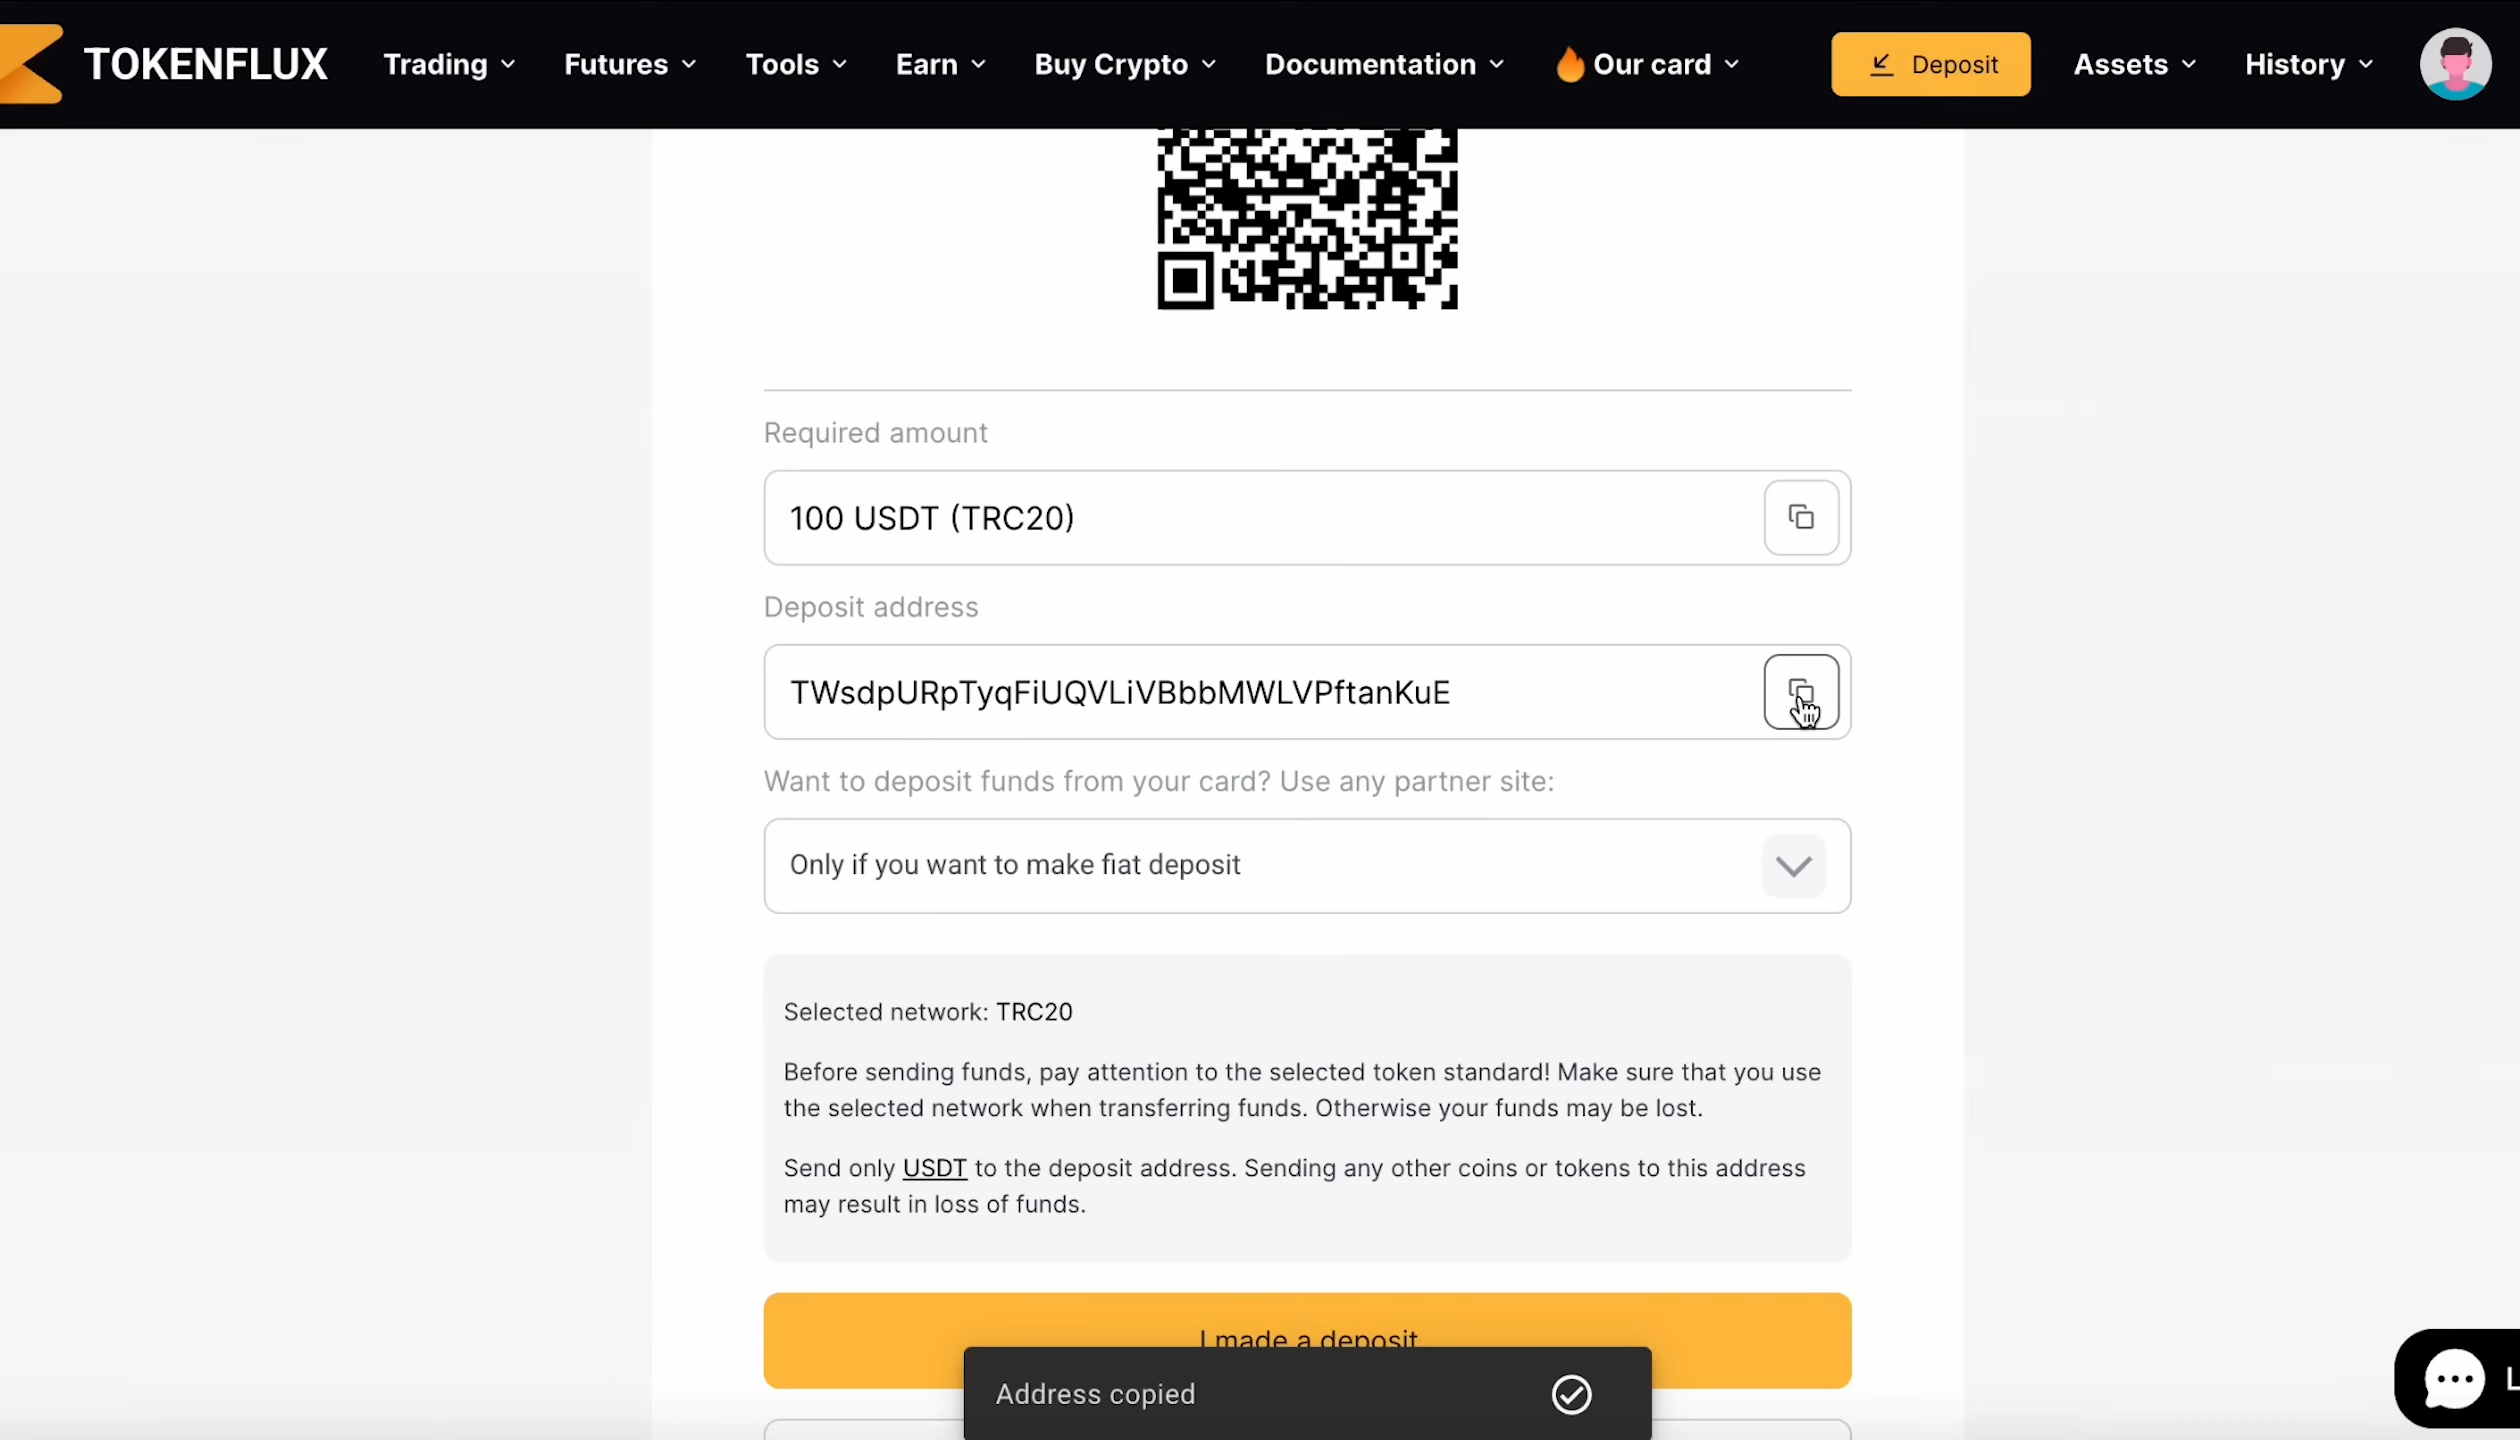 TOKENFLUX
Trading
Futures
Tools
Earn
Buy Crypto
Documentation
Our card
Deposit
Assets
History
Required amount
100 USDT (TRC20)
Deposit address
TWsdpURpTyqFiUQVLiVBbbMWLVPftanKuE
Want to deposit funds from your card? Use any partner site:
Only if you want to make fiat deposit
Selected network: TRC20
Before sending funds, pay attention to the selected token standard! Make sure that you use
the selected network when transferring funds. Otherwise your funds may be lost.
Send only USDT to the deposit address. Sending any other coins or tokens to this address
may result in loss of funds.
I made a deposit
Address copied